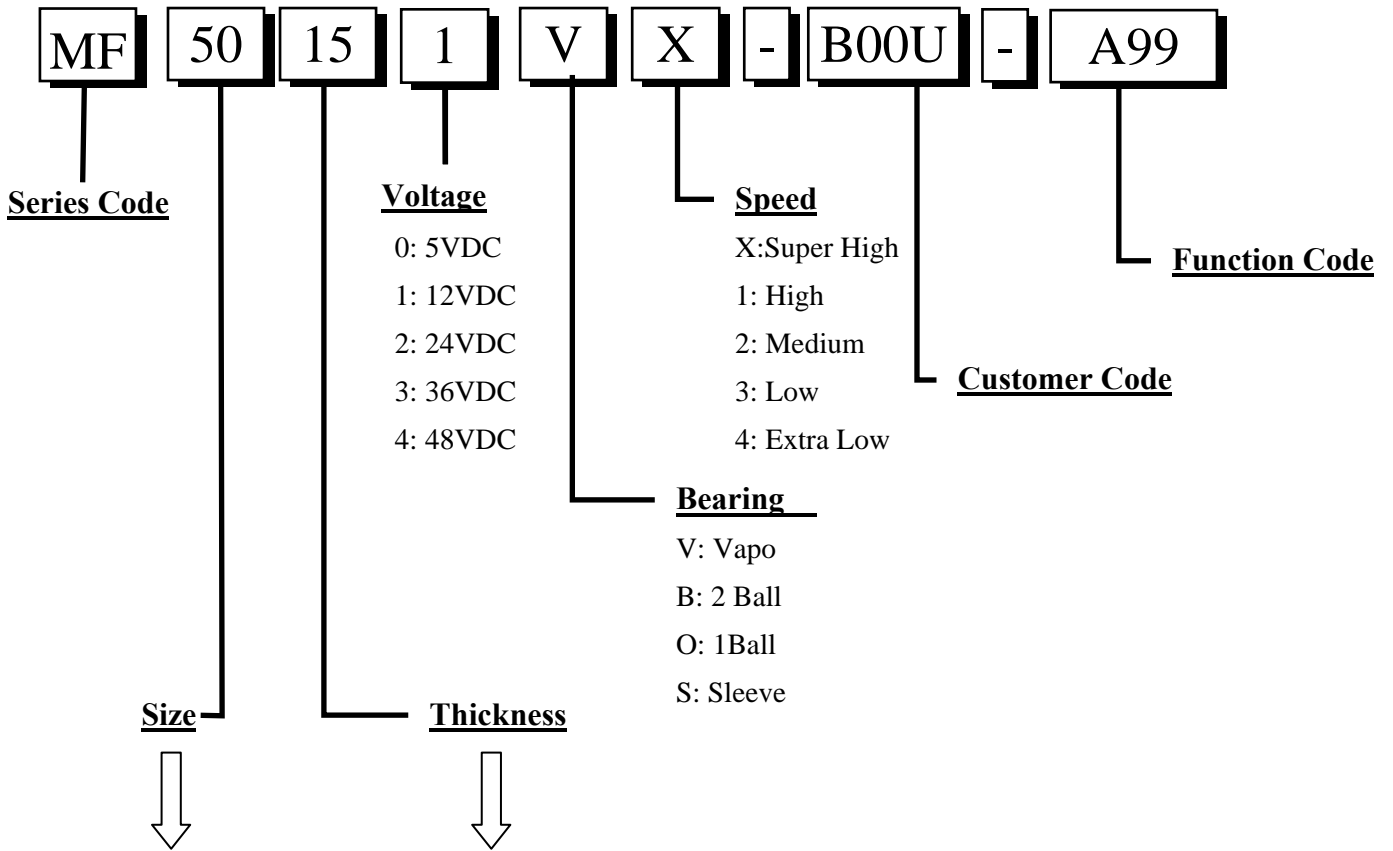 MF 50 15 1 V X - B00U - A99
Series Code
Voltage
0: 5VDC
1: 12VDC
2: 24VDC
3: 36VDC
4: 48VDC
Speed
X:Super High
1: High
2: Medium
3: Low
4: Extra Low
Function Code
Customer Code
Bearing
V: Vapo
B: 2 Ball
O: 1Ball
S: Sleeve
Size
Thickness